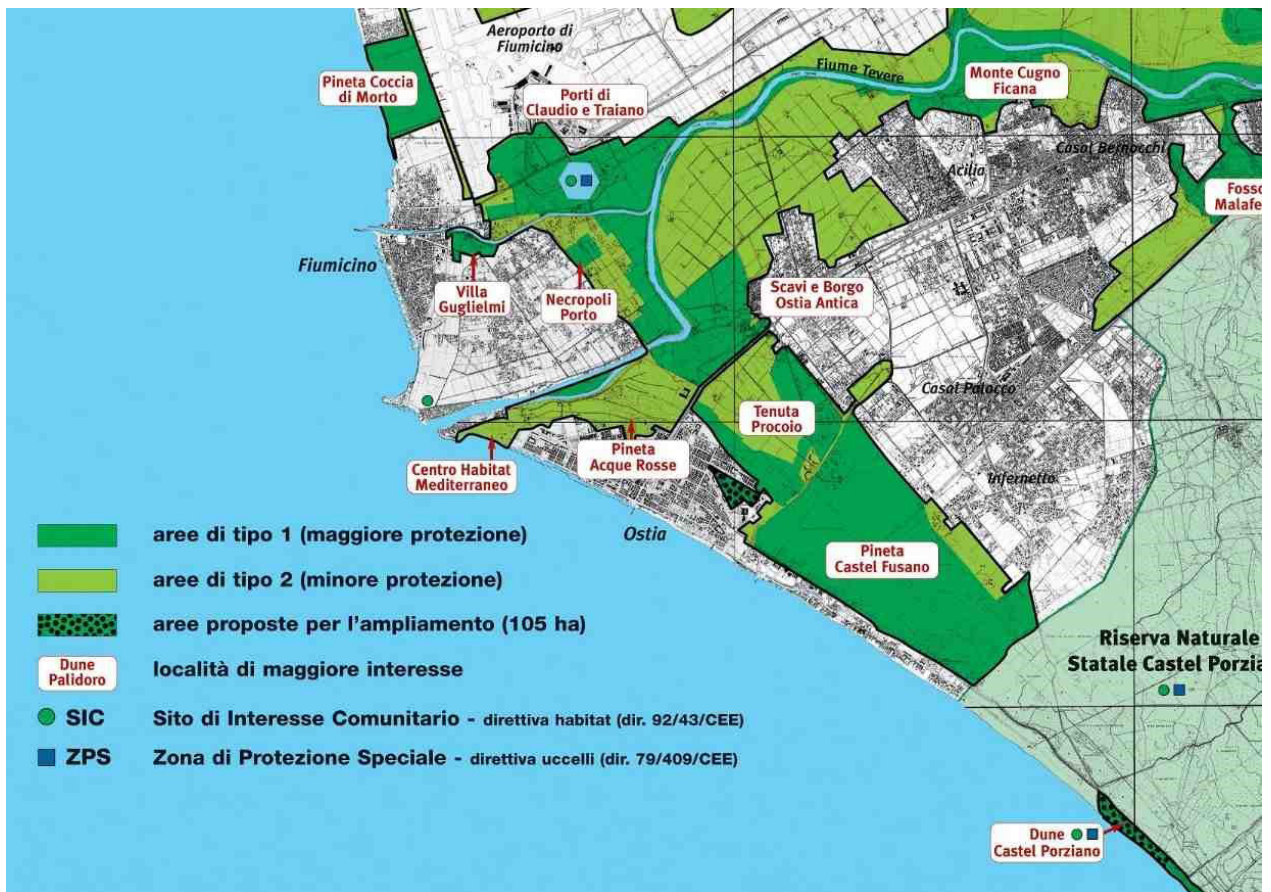 Aeroporto di
Fiumicino
Pineta Coccia
di Morto
Porti di
Claudio e Traiano
Fiume Tevere
Monte Cugno
Ficana
Casal Bernocchi
Acilia
Fosso
Malafe
Fiumicino
Villa
Guglielmi
Necropoli
Porto
Scavi e Borgo
Ostia Antica
Casal Palocco
Tenuta
Procoio
Pineta
Acque Rosse
Centro Habitat
Mediterraneo
Infernetto
Ostia
Pineta
Castel Fusano
aree di tipo 1 (maggiore protezione)
aree di tipo 2 (minore protezione)
aree proposte per l'ampliamento (105 ha)
Dune
Palidoro
località di maggiore interesse
SIC Sito di Interesse Comunitario - direttiva habitat (dir. 92/43/CEE)
ZPS Zona di Protezione Speciale - direttiva uccelli (dir. 79/409/CEE)
Riserva Naturale
Statale Castel Porzia
Dune
Castel Porziano